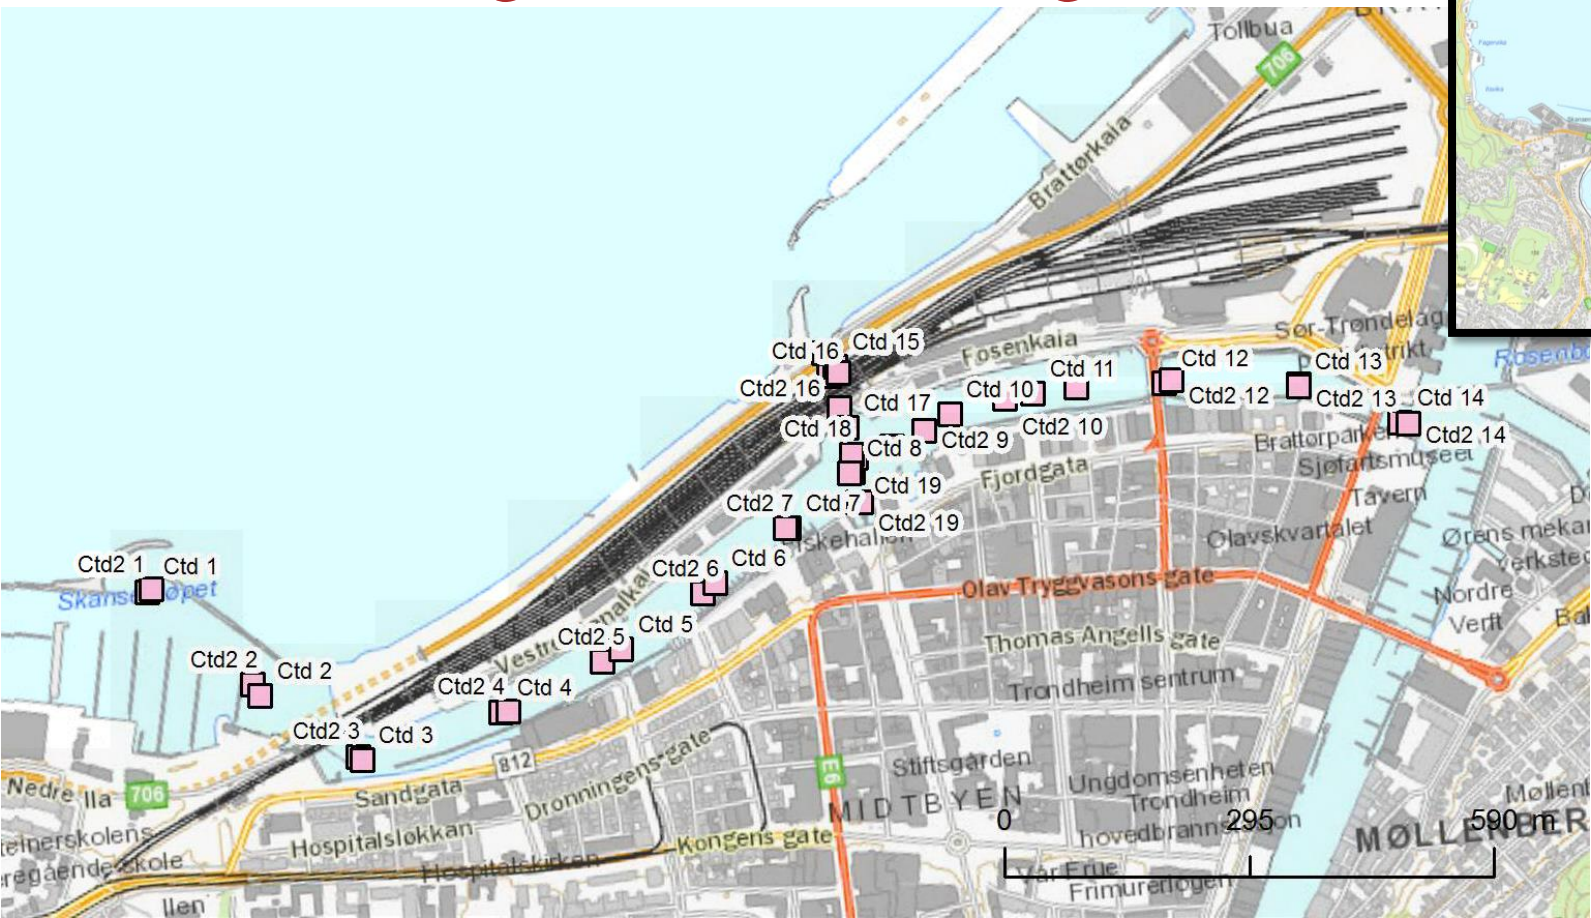 Tollbua
706
Brattørkaia
Fosenkaia
Sør-Trøndelag
Ctd 16
Ctd 15
Ctd2 16
Ctd 17
Ctd 18
Ctd 8
Ctd 10
Ctd2 10
Ctd2 9
Ctd 11
Ctd 12
Ctd2 12
Ctd 13
Ctd2 13
Ctd 14
Ctd2 14
Brattørparken
Sjøfartsmuseet
Tavern
Fjordgata
Olavskvartalet
Ørens mekan
verksted
Ctd 19
Ctd2 19
Ctd2 7
Ctd 7
Ctd2 6
Ctd 6
Ctd2 5
Ctd 5
Ctd2 4
Ctd 4
Ctd2 3
Ctd 3
Ctd2 2
Ctd 2
Ctd2 1
Ctd 1
Olav Tryggvasons gate
Thomas Angells gate
Trondheim sentrum
Nordre
Verft
Stiftsgården
Ungdomsenheten
Trondheim
MIDTBYEN
E6
812
Nedre Ila
706
Sandgata
Dronningens gate
Hospitalsløkkan
Kongens gate
Hospitalskirken
Ilen
Vår Frue
Frimurerlogen
0
295
590 m